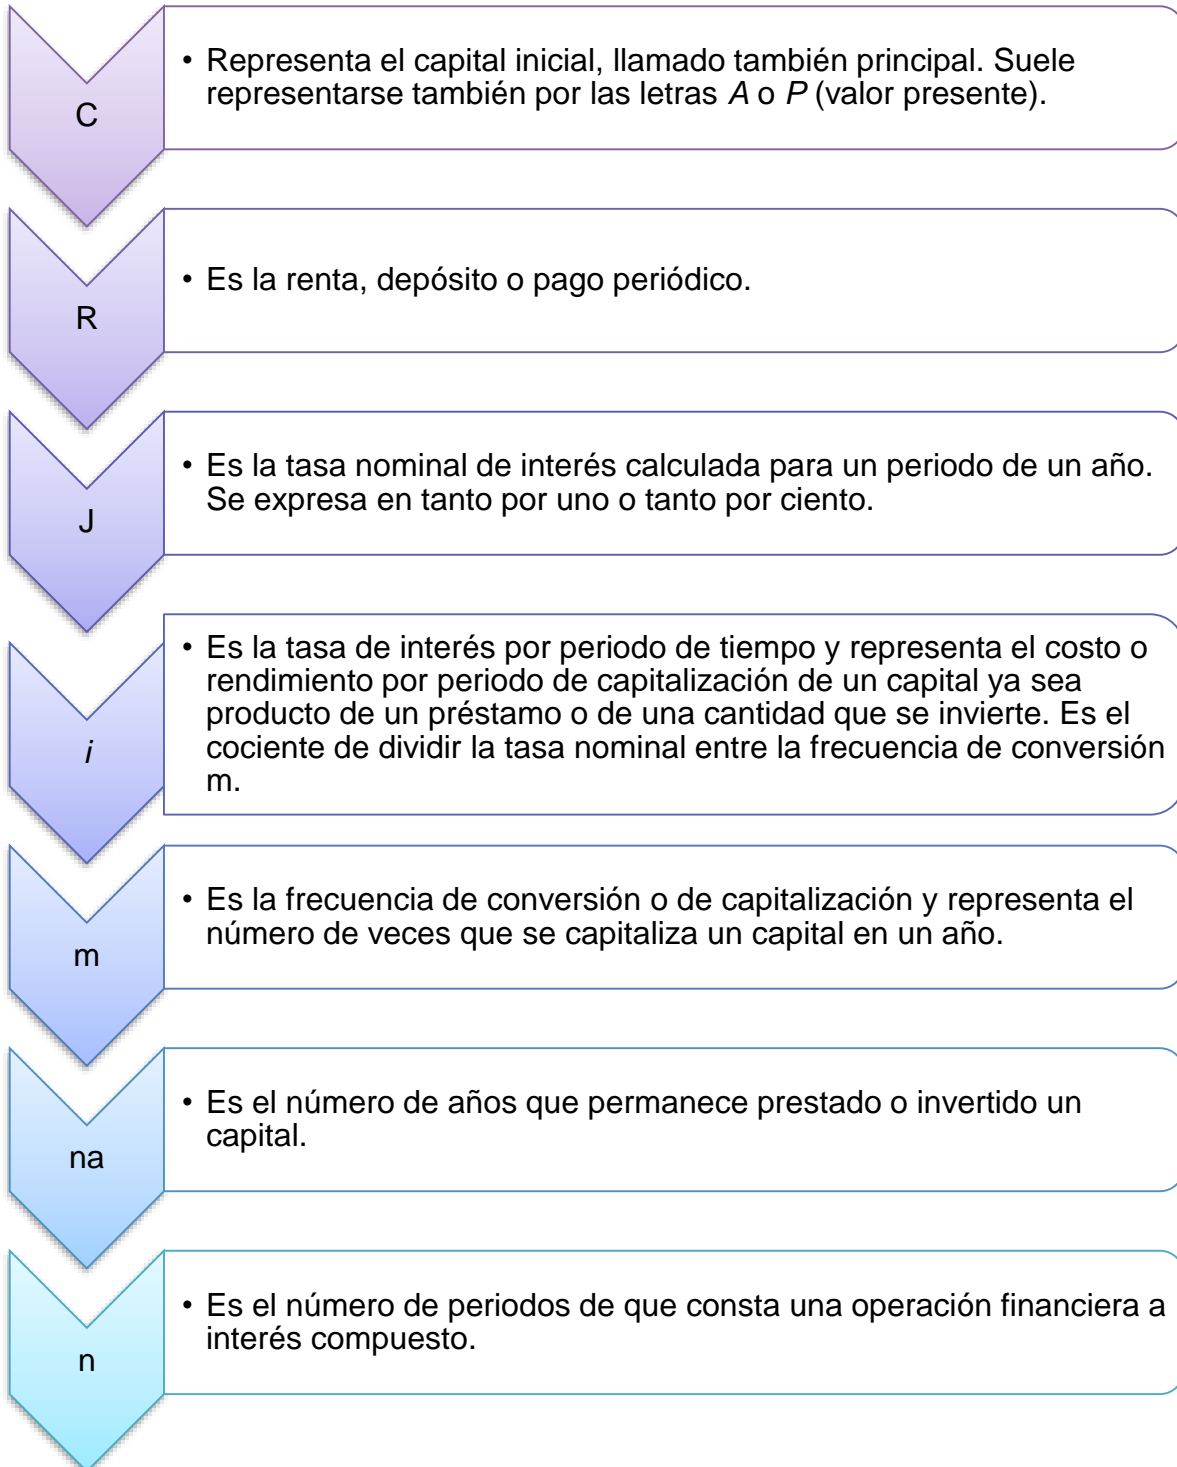 C
• Representa el capital inicial, llamado también principal. Suele
representarse también por las letras A o P (valor presente).
R
• Es la renta, depósito o pago periódico.
J
• Es la tasa nominal de interés calculada para un periodo de un año.
Se expresa en tanto por uno o tanto por ciento.
i
• Es la tasa de interés por periodo de tiempo y representa el costo o
rendimiento por periodo de capitalización de un capital ya sea
producto de un préstamo o de una cantidad que se invierte. Es el
cociente de dividir la tasa nominal entre la frecuencia de conversión
m.
m
• Es la frecuencia de conversión o de capitalización y representa el
número de veces que se capitaliza un capital en un año.
na
• Es el número de años que permanece prestado o invertido un
capital.
n
• Es el número de periodos de que consta una operación financiera a
interés compuesto.